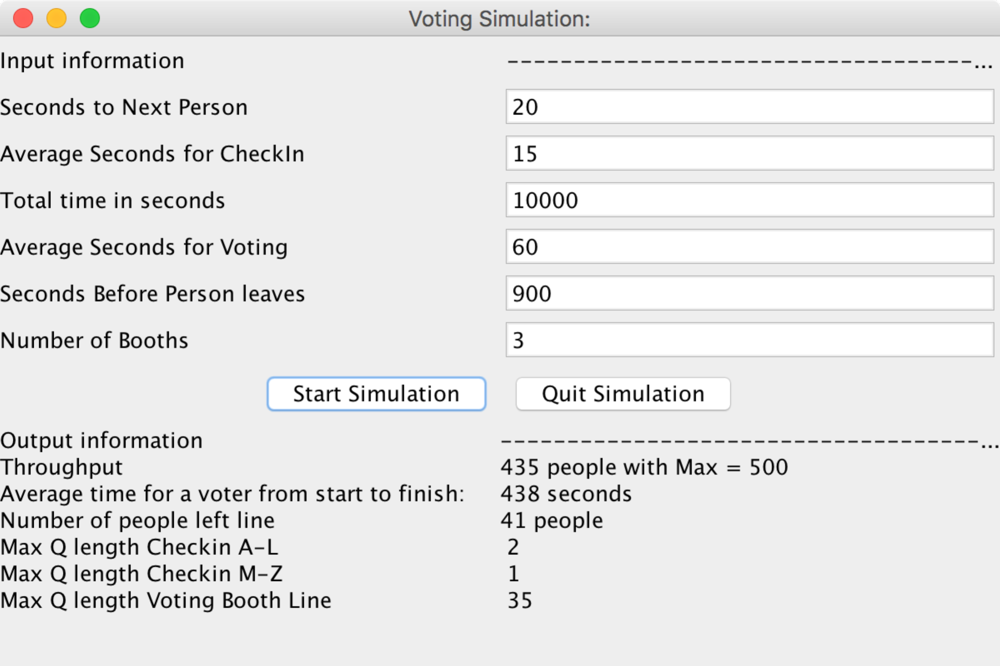 Voting Simulation:
Input information -----------------------------------...
Seconds to Next Person 20
Average Seconds for CheckIn 15
Total time in seconds 10000
Average Seconds for Voting 60
Seconds Before Person leaves 900
Number of Booths 3
Start Simulation Quit Simulation
Output information ------------------------------------...
Throughput 435 people with Max = 500
Average time for a voter from start to finish: 438 seconds
Number of people left line 41 people
Max Q length Checkin A-L 2
Max Q length Checkin M-Z 1
Max Q length Voting Booth Line 35